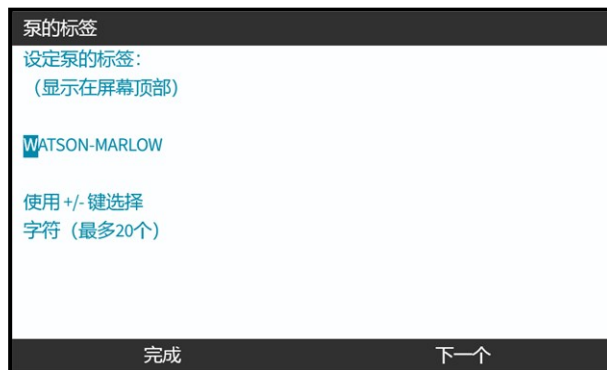 泵的标签
设定泵的标签：
（显示在屏幕顶部）
WATSON-MARLOW
使用 +/- 键选择
字符（最多20个）
完成
下一个